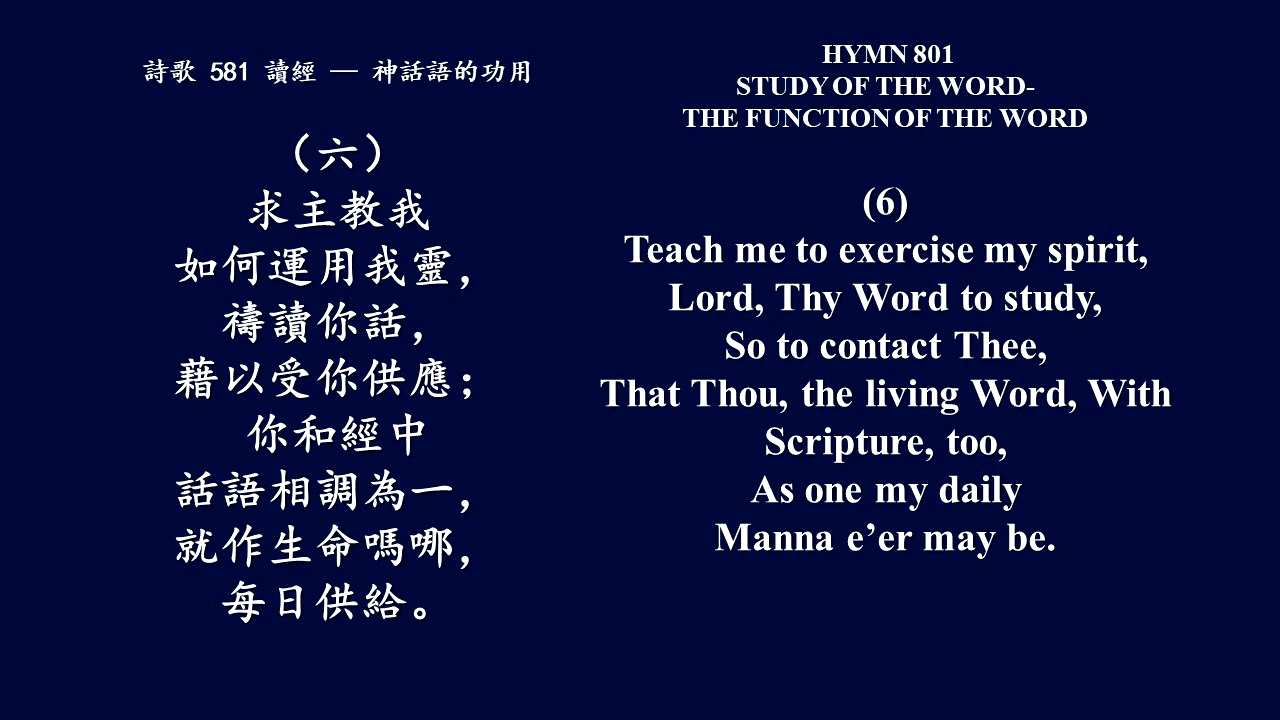 詩歌 581 讀經 — 神話語的功用
（六）
求主教我
如何運用我靈，
禱讀你話，
藉以受你供應；
你和經中
話語相調為一，
就作生命嗎哪，
每日供給。
HYMN 801
STUDY OF THE WORD-
THE FUNCTION OF THE WORD
(6)
Teach me to exercise my spirit,
Lord, Thy Word to study,
So to contact Thee,
That Thou, the living Word, With
Scripture, too,
As one my daily
Manna e’er may be.